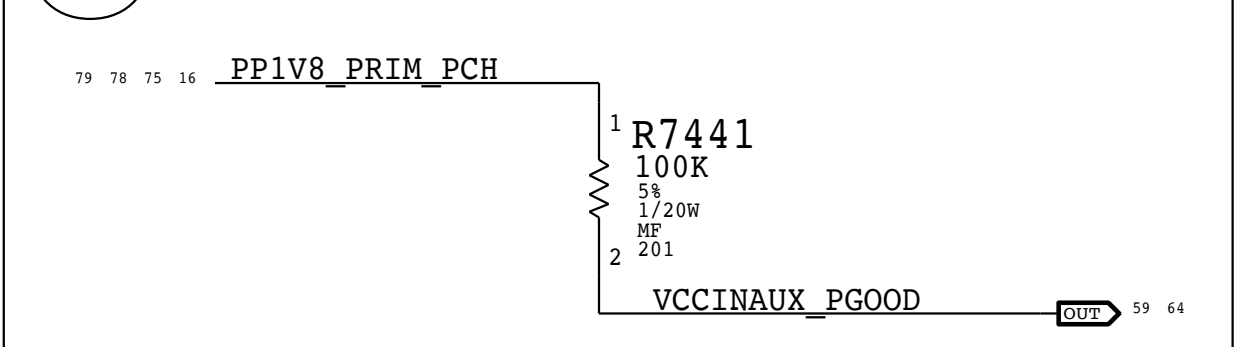 79 78 75 16 PP1V8_PRIM_PCH
1 R7441
100K
5%
1/20W
MF
2 201
VCCINAUX_PGOOD OUT 59 64